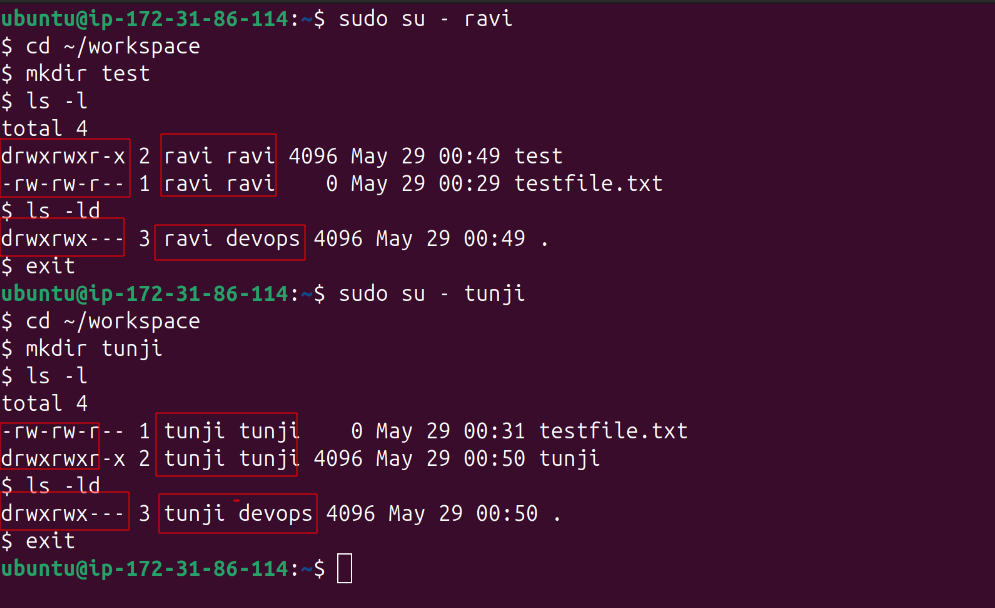 ubuntu@ip-172-31-86-114:~$ sudo su - ravi
$ cd ~/workspace
$ mkdir test
$ ls -l
total 4
drwxrwxr-x 2 ravi ravi 4096 May 29 00:49 test
-rw-rw-r-- 1 ravi ravi    0 May 29 00:29 testfile.txt
$ ls -ld
drwxrwx--- 3 ravi devops 4096 May 29 00:49 .
$ exit
ubuntu@ip-172-31-86-114:~$ sudo su - tunji
$ cd ~/workspace
$ mkdir tunji
$ ls -l
total 4
-rw-rw-r-- 1 tunji tunji    0 May 29 00:31 testfile.txt
drwxrwxr-x 2 tunji tunji 4096 May 29 00:50 tunji
$ ls -ld
drwxrwx--- 3 tunji devops 4096 May 29 00:50 .
$ exit
ubuntu@ip-172-31-86-114:~$